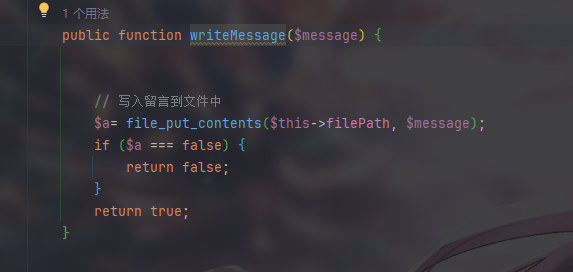 1 个用法
public function writeMessage($message) {
// 写入留言到文件中
$a= file_put_contents($this->filePath, $message);
if ($a === false) {
return false;
}
return true;
}